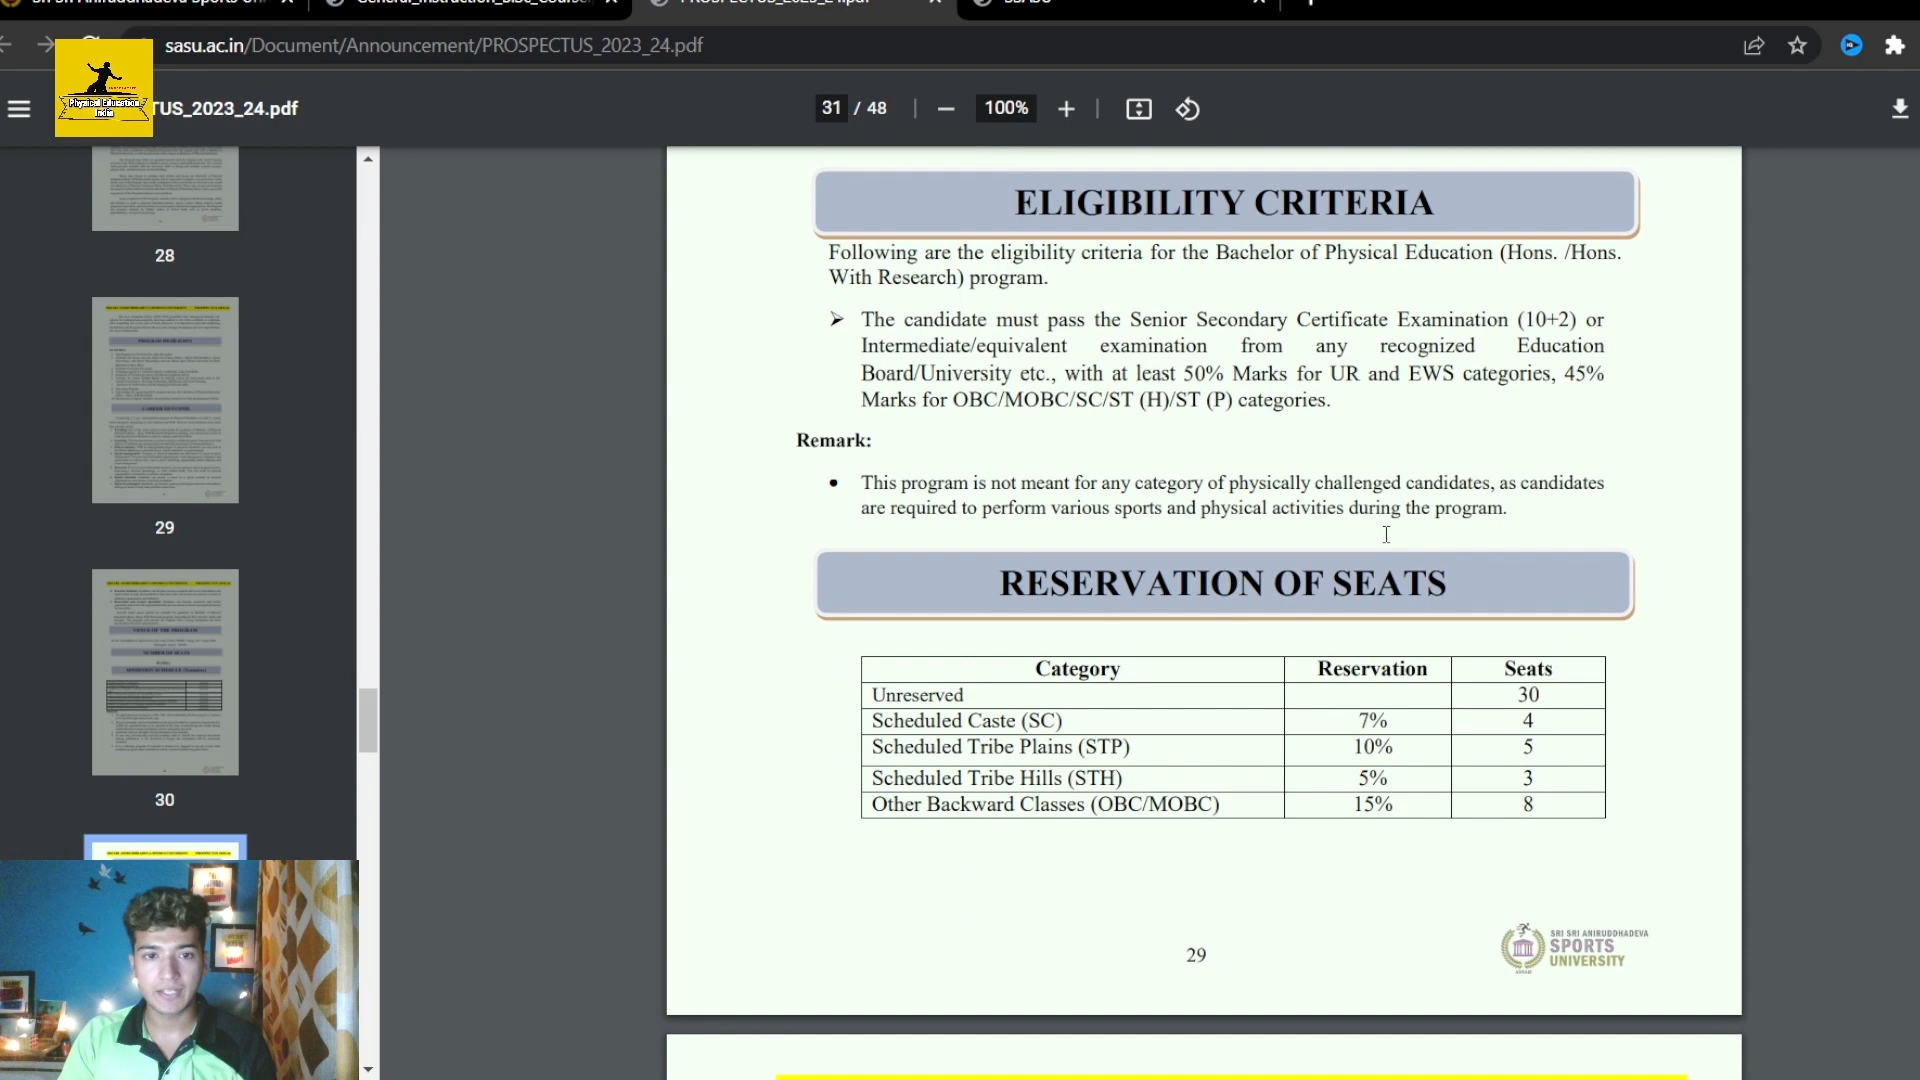 sasu.ac.in/Document/Announcement/PROSPECTUS_2023_24.pdf
Physical Education
India
TUS_2023_24.pdf
31 / 48
100%
28
29
30
ELIGIBILITY CRITERIA
Following are the eligibility criteria for the Bachelor of Physical Education (Hons. /Hons.
With Research) program.
➢ The candidate must pass the Senior Secondary Certificate Examination (10+2) or
Intermediate/equivalent examination from any recognized Education
Board/University etc., with at least 50% Marks for UR and EWS categories, 45%
Marks for OBC/MOBC/SC/ST (H)/ST (P) categories.
Remark:
• This program is not meant for any category of physically challenged candidates, as candidates
are required to perform various sports and physical activities during the program.
RESERVATION OF SEATS
Category Reservation Seats
Unreserved 30
Scheduled Caste (SC) 7% 4
Scheduled Tribe Plains (STP) 10% 5
Scheduled Tribe Hills (STH) 5% 3
Other Backward Classes (OBC/MOBC) 15% 8
29
SRI SRI ANIRUDDHADEVA
SPORTS
UNIVERSITY